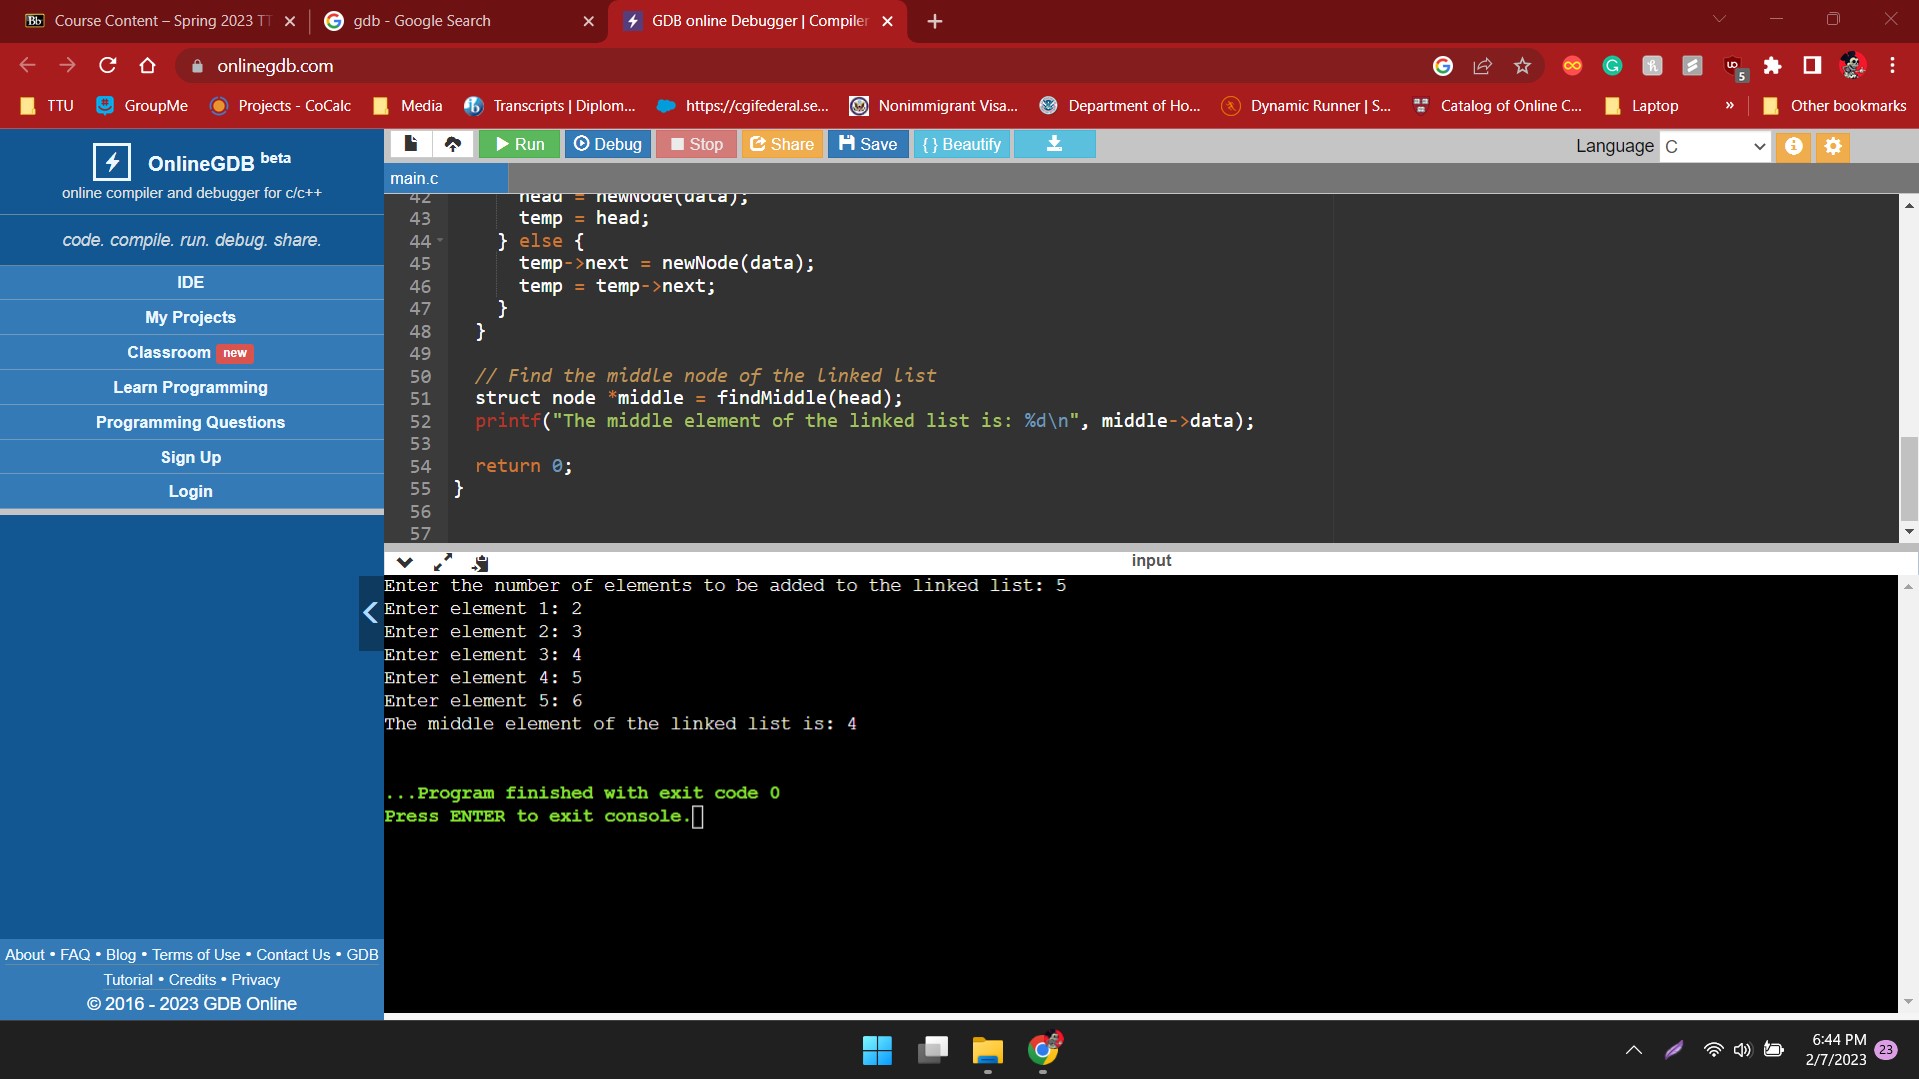 Bb Course Content – Spring 2023 TT
gdb - Google Search
GDB online Debugger | Compiler
onlinegdb.com
5
TTU
GroupMe
Projects - CoCalc
Media
Transcripts | Diplom...
https://cgifederal.se...
Nonimmigrant Visa...
Department of Ho...
Dynamic Runner | S...
Catalog of Online C...
Laptop
»
Other bookmarks
OnlineGDB beta
online compiler and debugger for c/c++
code. compile. run. debug. share.
IDE
My Projects
Classroom new
Learn Programming
Programming Questions
Sign Up
Login
About • FAQ • Blog • Terms of Use • Contact Us • GDB
Tutorial • Credits • Privacy
© 2016 - 2023 GDB Online
Run
Debug
Stop
Share
Save
{ } Beautify
Language C
main.c
42 head = newNode(data);
43 temp = head;
44 } else {
45 temp->next = newNode(data);
46 temp = temp->next;
47 }
48 }
49
50 // Find the middle node of the linked list
51 struct node *middle = findMiddle(head);
52 printf("The middle element of the linked list is: %d\n", middle->data);
53
54 return 0;
55 }
56
57
input
Enter the number of elements to be added to the linked list: 5
Enter element 1: 2
Enter element 2: 3
Enter element 3: 4
Enter element 4: 5
Enter element 5: 6
The middle element of the linked list is: 4
...Program finished with exit code 0
Press ENTER to exit console.
6:44 PM
2/7/2023
23